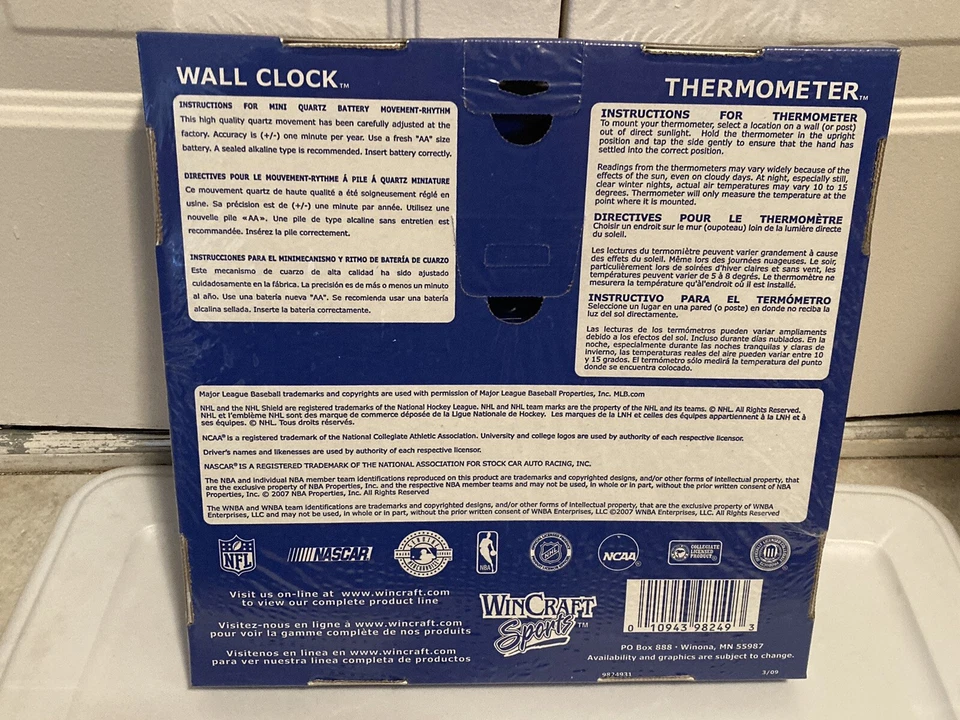 WALL CLOCK™
INSTRUCTIONS FOR MINI QUARTZ BATTERY MOVEMENT-RHYTHM
This high quality quartz movement has been carefully adjusted at the
factory. Accuracy is (+/-) one minute per year. Use a fresh "AA" size
battery. A sealed alkaline type is recommended. Insert battery correctly.
DIRECTIVES POUR LE MOUVEMENT-RYTHME Á PILE Á QUARTZ MINIATURE
Ce mouvement quartz de haute qualité a été soigneusement réglé en
usine. Sa précision est de (+/-) une minute par année. Utilisez une
nouvelle pile «AA». Une pile de type alcaline sans entretien est
recommandée. Insérez la pile correctement.
INSTRUCCIONES PARA EL MINIMECANISMO Y RITMO DE BATERÍA DE CUARZO
Este mecanismo de cuarzo de alta calidad ha sido ajustado
cuidadosamente en la fábrica. La precisión es de más o menos un minuto
al año. Use una batería nueva "AA". Se recomienda usar una batería
alcalina sellada. Inserte la batería correctamente.
THERMOMETER™
INSTRUCTIONS FOR THERMOMETER
To mount your thermometer, select a location on a wall (or post)
out of direct sunlight. Hold the thermometer in the upright
position and tap the side gently to ensure that the hand has
settled into the correct position.
Readings from the thermometers may vary widely because of the
effects of the sun, even on cloudy days. At night, especially still,
clear winter nights, actual air temperatures may vary 10 to 15
degrees. Thermometer will only measure the temperature at the
point where it is mounted.
DIRECTIVES POUR LE THERMOMÈTRE
Choisir un endroit sur le mur (oupoteau) loin de la lumière directe
du soleil.
Les lectures du termomiètre peuvent varier grandement à cause
des effets du soleil. Même lors des journées nuageuses. Le soir,
particulièrement lors de soirées d'hiver claires et sans vent, les
températures peuvent varier de 5 à 8 degrés. Le thermomètre ne
mesurera la température qu'àl'endroit oú il est installé.
INSTRUCTIVO PARA EL TERMÓMETRO
Seleccione un lugar en una pared (o poste) en donde no reciba la
luz del sol directamente.
Las lecturas de los termómetros pueden variar ampliaments
debido a los efectos del sol. Incluso durante días nublados. En la
noche, especialmente durante las noches tranquilas y claras de
invierno, las temperaturas reales del aire pueden variar entre 10
y 15 grados. El termómetro sólo medirá la temperatura del punto
donde se encuentra colocado.
Major League Baseball trademarks and copyrights are used with permission of Major League Baseball Properties, Inc. MLB.com
NHL and the NHL Shield are registered trademarks of the National Hockey League. NHL and NHL team marks are the property of the NHL and its teams. © NHL. All Rights Reserved.
NHL et l'emblème NHL sont des marque de commerce déposée de la Ligue Nationale de Hockey. Les marques de la LNH et celles des équipes appartiennent à la LNH et à
ses équipes. © NHL. Tous droits réservés.
NCAA® is a registered trademark of the National Collegiate Athletic Association. University and college logos are used by authority of each respective licensor.
Driver's names and likenesses are used by authority of each respective licensor.
NASCAR® IS A REGISTERED TRADEMARK OF THE NATIONAL ASSOCIATION FOR STOCK CAR AUTO RACING, INC.
The NBA and individual NBA member team identifications reproduced on this product are trademarks and copyrighted designs, and/or other forms of intellectual property, that
are the exclusive property of NBA Properties, Inc. and the respective NBA member teams and may not be used, in whole or in part, without the prior written consent of NBA
Properties, Inc. © 2007 NBA Properties, Inc. All Rights Reserved
The WNBA and WNBA team identifications are trademarks and copyrighted designs, and/or other forms of intellectual property, that are the exclusive property of WNBA
Enterprises, LLC and may not be used, in whole or in part, without the prior written consent of WNBA Enterprises, LLC ©2007 WNBA Enterprises, LLC. All Rights Reserved
NFL
NASCAR
NBA
NHL
NCAA
COLLEGIATE
LICENSED
PRODUCT
Visit us on-line at www.wincraft.com
to view our complete product line
Visitez-nous en ligne à www.wincraft.com
pour voir la gamme complète de nos produits
Visitenos en linea en www.wincraft.com
para ver nuestra linea completa de productos
WINCRAFT
Sports™
0 10943 98249 3
PO Box 888 · Winona, MN 55987
Availability and graphics are subject to change.
9824931
3/09